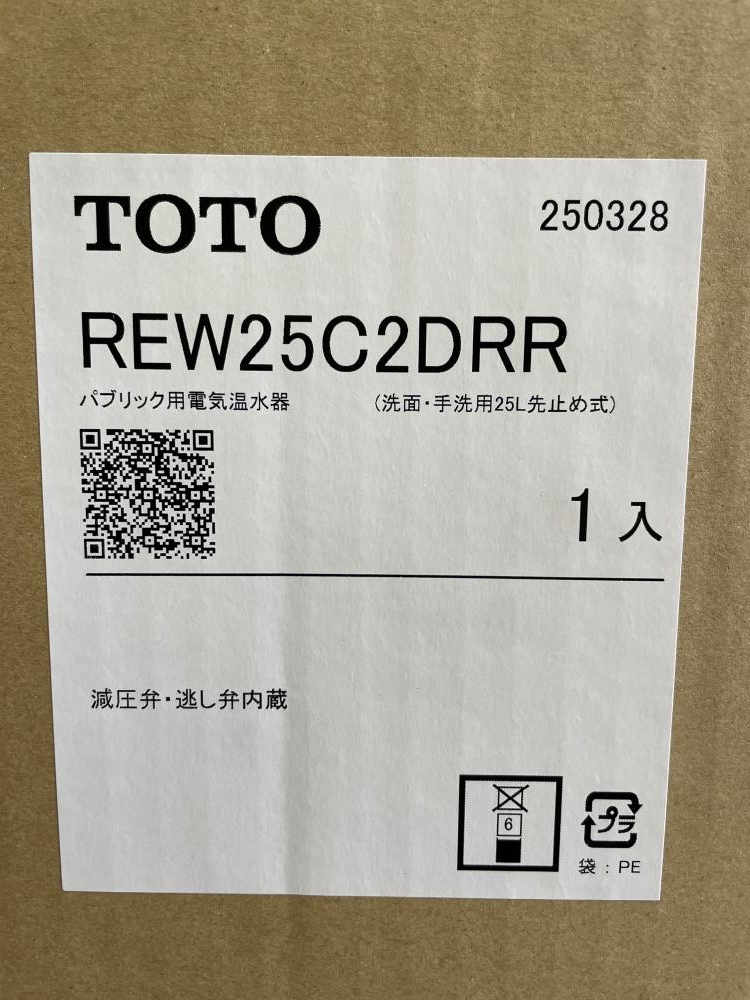 TOTO
250328
REW25C2DRR
パブリック用電気温水器 (洗面・手洗用25L先止め式)
1入
減圧弁・逃し弁内蔵
6
プラ
袋：PE